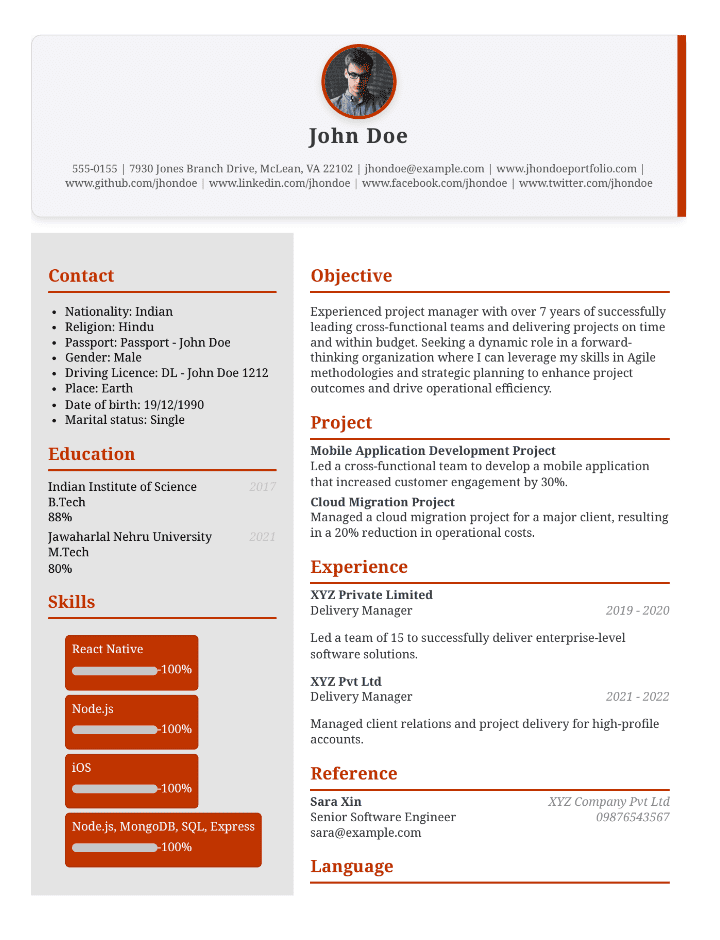 John Doe
555-0155 | 7930 Jones Branch Drive, McLean, VA 22102 | jhondoe@example.com | www.jhondoeportfolio.com |
www.github.com/jhondoe | www.linkedin.com/jhondoe | www.facebook.com/jhondoe | www.twitter.com/jhondoe
Contact
• Nationality: Indian
• Religion: Hindu
• Passport: Passport - John Doe
• Gender: Male
• Driving Licence: DL - John Doe 1212
• Place: Earth
• Date of birth: 19/12/1990
• Marital status: Single
Education
Indian Institute of Science 2017
B.Tech
88%
Jawaharlal Nehru University 2021
M.Tech
80%
Skills
React Native
-100%
Node.js
-100%
iOS
-100%
Node.js, MongoDB, SQL, Express
-100%
Objective
Experienced project manager with over 7 years of successfully
leading cross-functional teams and delivering projects on time
and within budget. Seeking a dynamic role in a forward-
thinking organization where I can leverage my skills in Agile
methodologies and strategic planning to enhance project
outcomes and drive operational efficiency.
Project
Mobile Application Development Project
Led a cross-functional team to develop a mobile application
that increased customer engagement by 30%.
Cloud Migration Project
Managed a cloud migration project for a major client, resulting
in a 20% reduction in operational costs.
Experience
XYZ Private Limited
Delivery Manager 2019 - 2020
Led a team of 15 to successfully deliver enterprise-level
software solutions.
XYZ Pvt Ltd
Delivery Manager 2021 - 2022
Managed client relations and project delivery for high-profile
accounts.
Reference
Sara Xin XYZ Company Pvt Ltd
Senior Software Engineer 09876543567
sara@example.com
Language